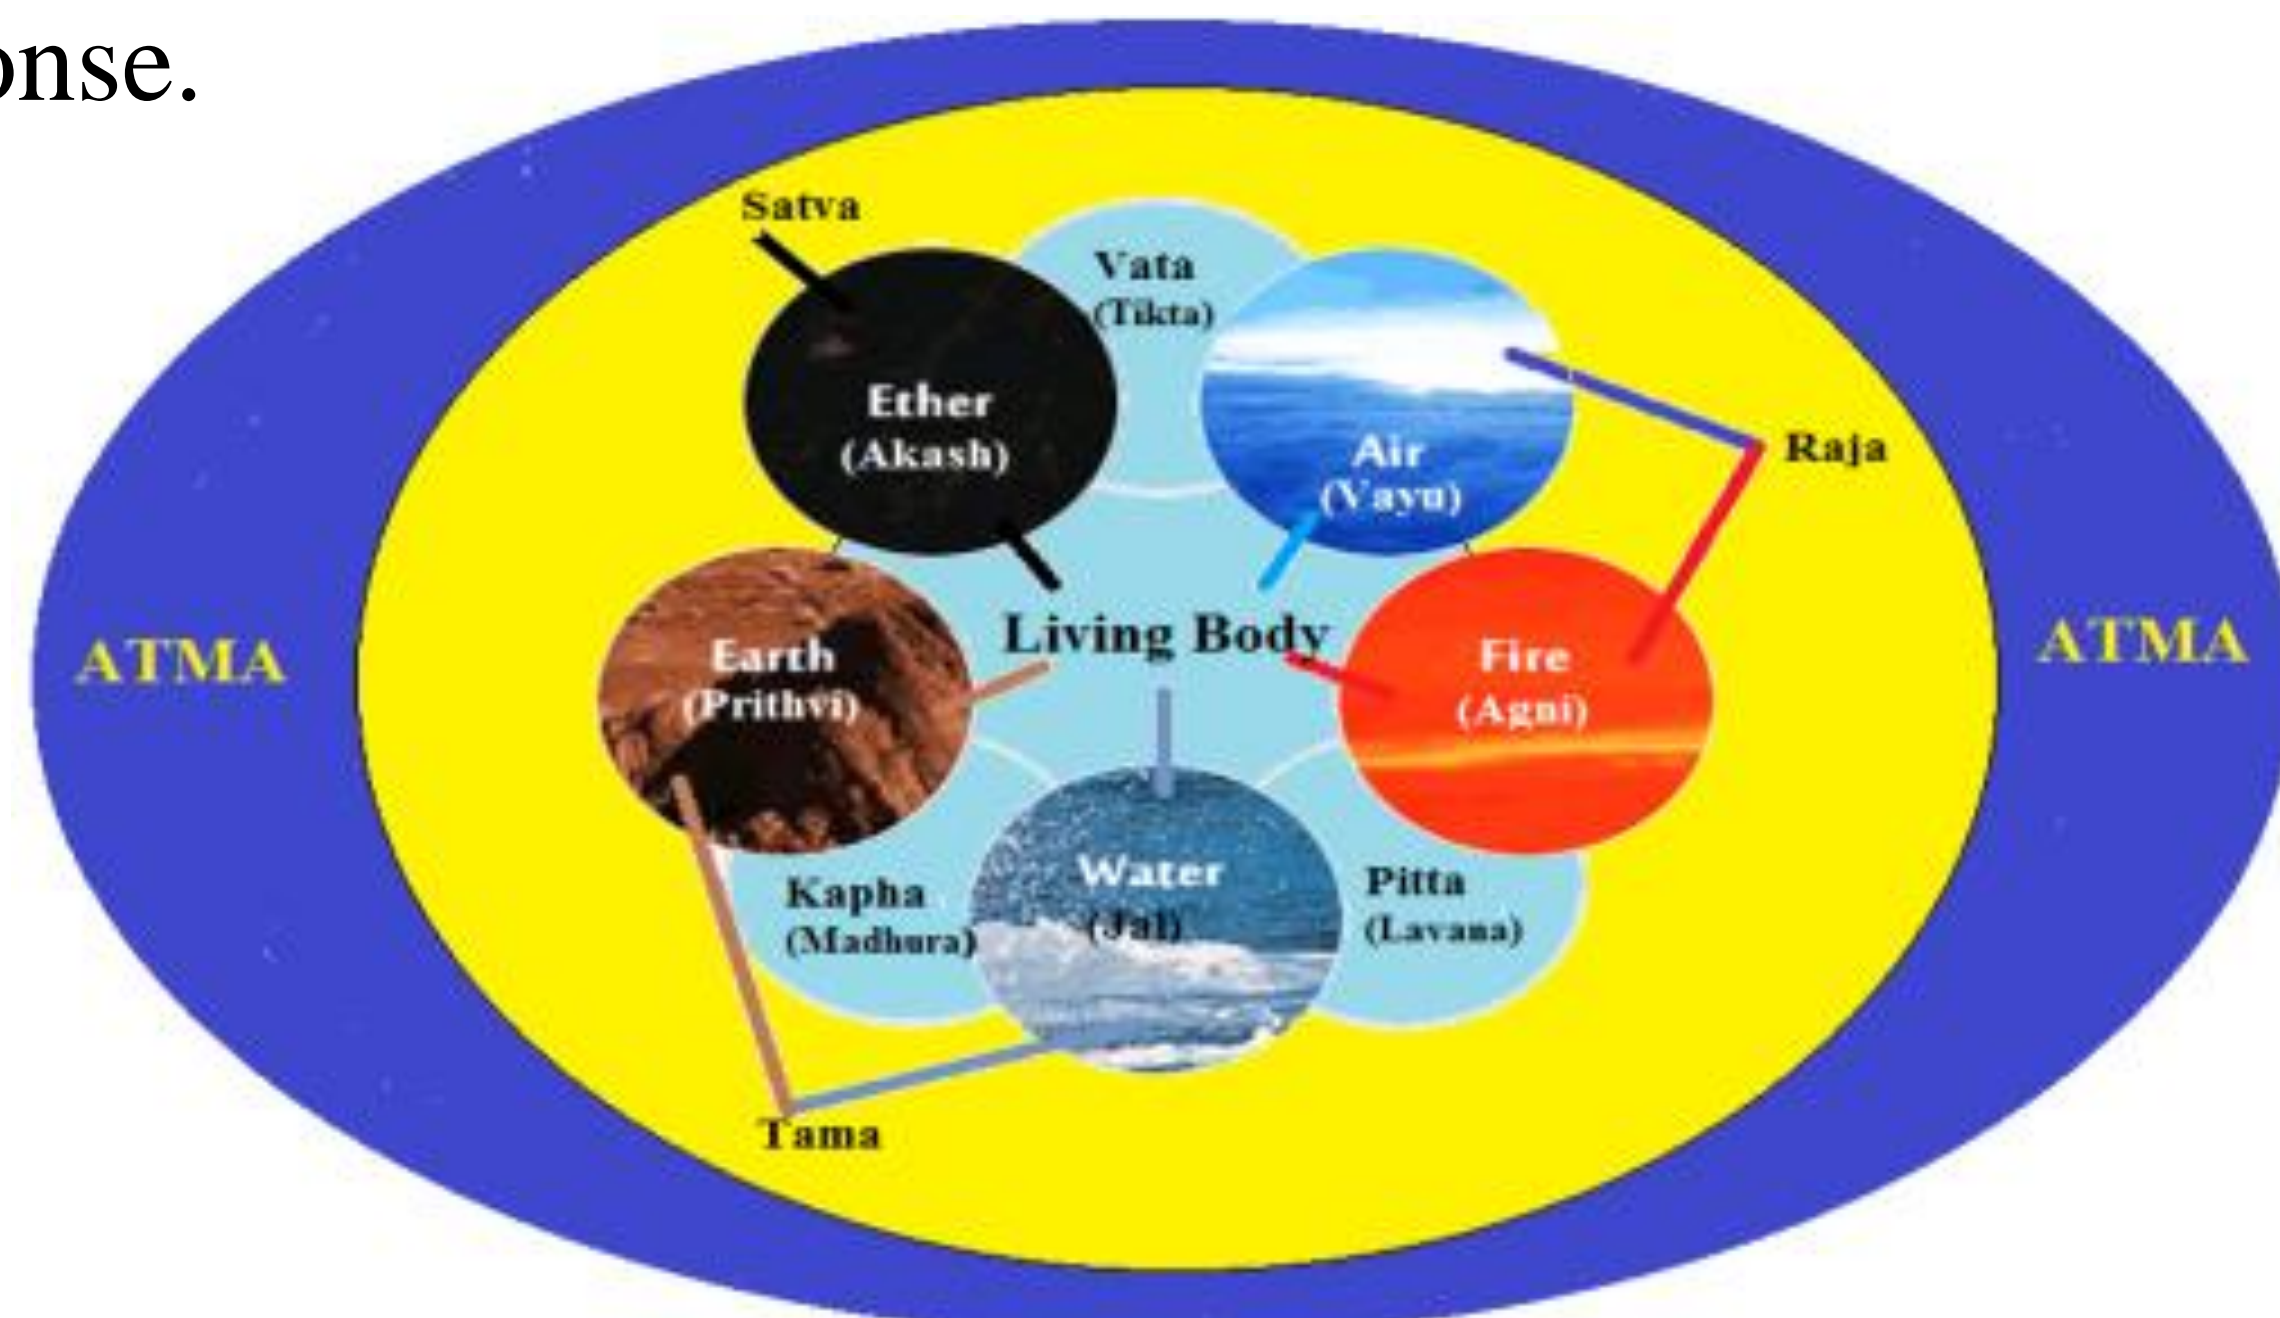 onse.
Satva
Vata
(Tikta)
Ether
(Akash)
Air
(Vayu)
Raja
Living Body
ATMA
Earth
(Prithvi)
Fire
(Agni)
ATMA
Kapha
(Madhura)
Water
(Jal)
Pitta
(Lavana)
Tama